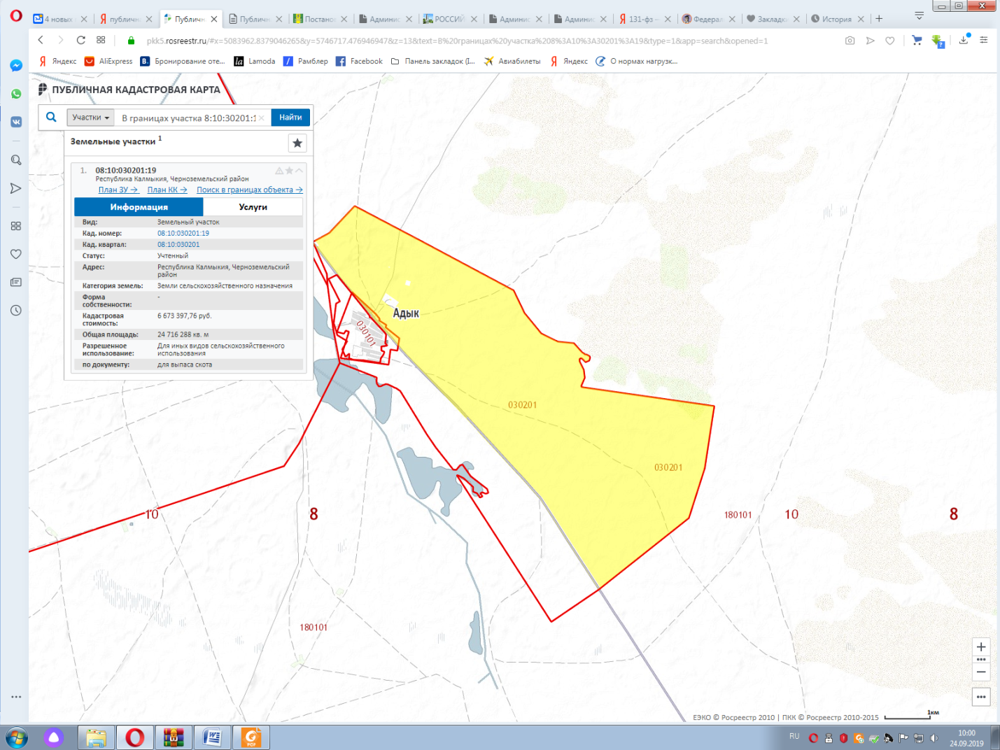 4 новых
публичн
Публичн
Публичн
Постано
Админис
РОССИЙ
Админис
Админис
131-фз –
Федерал
Закладк
История
pkk5.rosreestr.ru/#x=5083962.8379046265&y=5746717.4769469478&z=13&text=В%20границах%20участка%208%3A10%3A30201%3A19&type=1&app=search&opened=1
Яндекс
AliExpress
Бронирование оте...
Lamoda
Рамблер
Facebook
Панель закладок (I...
Авиабилеты
Яндекс
О нормах нагрузк...
ПУБЛИЧНАЯ КАДАСТРОВАЯ КАРТА
Участки
В границах участка 8:10:30201:1
Найти
Земельные участки 1
1. 08:10:030201:19
Республика Калмыкия, Черноземельский район
План ЗУ → План КК → Поиск в границах объекта →
Информация Услуги
Вид: Земельный участок
Кад. номер: 08:10:030201:19
Кад. квартал: 08:10:030201
Статус: Учтенный
Адрес: Республика Калмыкия, Черноземельский
район
Категория земель: Земли сельскохозяйственного назначения
Форма -
собственности:
Кадастровая 6 673 397,76 руб.
стоимость:
Общая площадь: 24 716 288 кв. м
Разрешенное Для иных видов сельскохозяйственного
использование: использования
по документу: для выпаса скота
Адык
030101
030201
030201
10
8
180101
10
8
180101
ЕЭКО © Росреестр 2010 | ПКК © Росреестр 2010-2015
1км
RU
10:00
24.09.2019
PDF